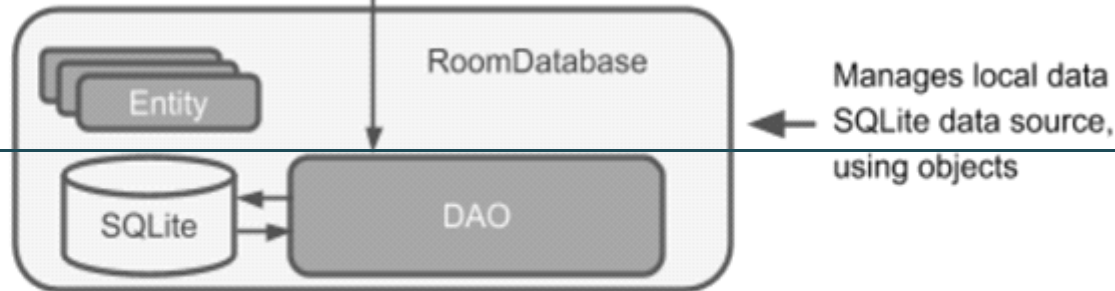 RoomDatabase
Entity
SQLite
DAO
Manages local data
SQLite data source,
using objects